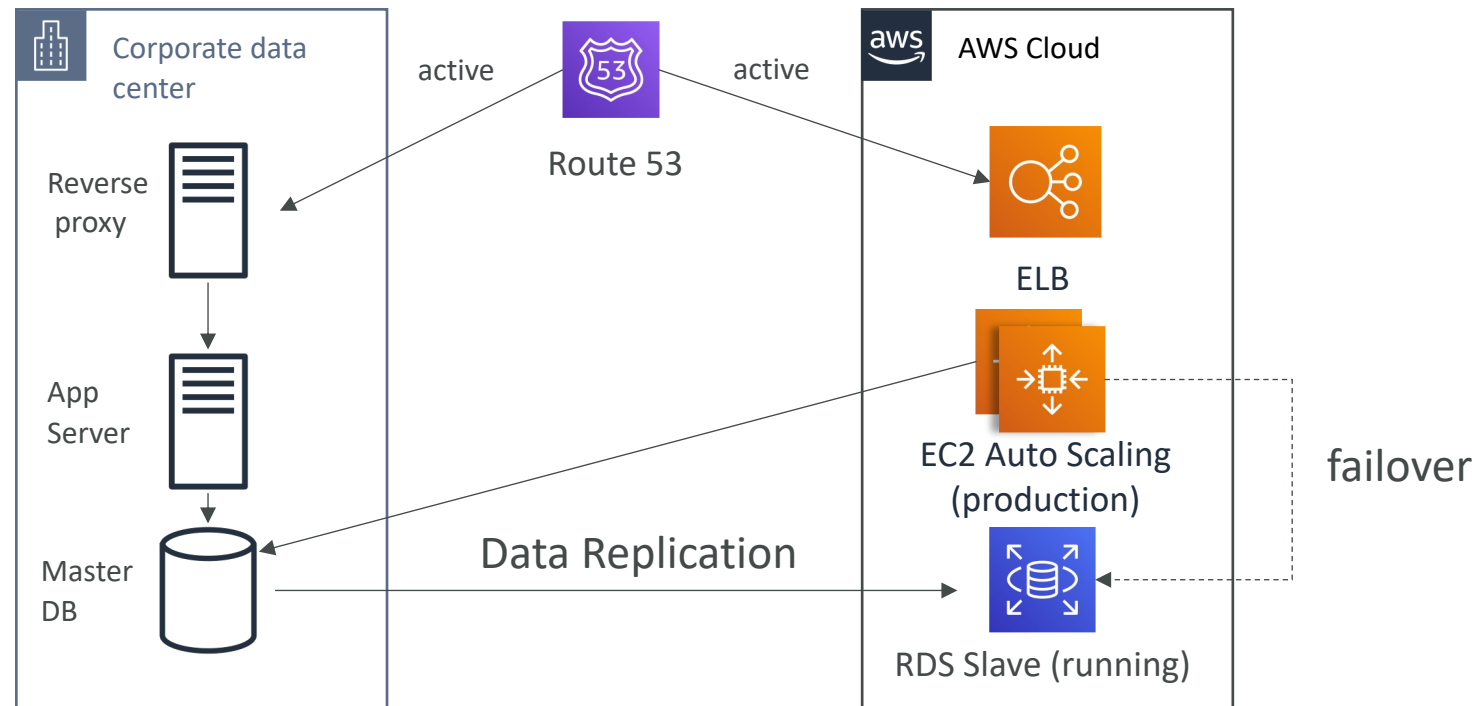 Corporate data
center
active
53
active
aws
AWS Cloud
Route 53
Reverse
proxy
ELB
App
Server
EC2 Auto Scaling
(production)
failover
Data Replication
Master
DB
RDS Slave (running)